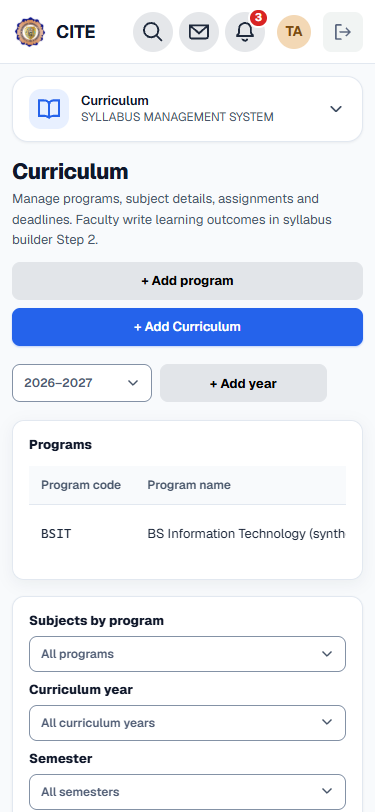 CITE
3
TA
Curriculum
SYLLABUS MANAGEMENT SYSTEM
Curriculum
Manage programs, subject details, assignments and
deadlines. Faculty write learning outcomes in syllabus
builder Step 2.
+ Add program
+ Add Curriculum
2026–2027
+ Add year
Programs
Program code Program name
BSIT BS Information Technology (synth
Subjects by program
All programs
Curriculum year
All curriculum years
Semester
All semesters